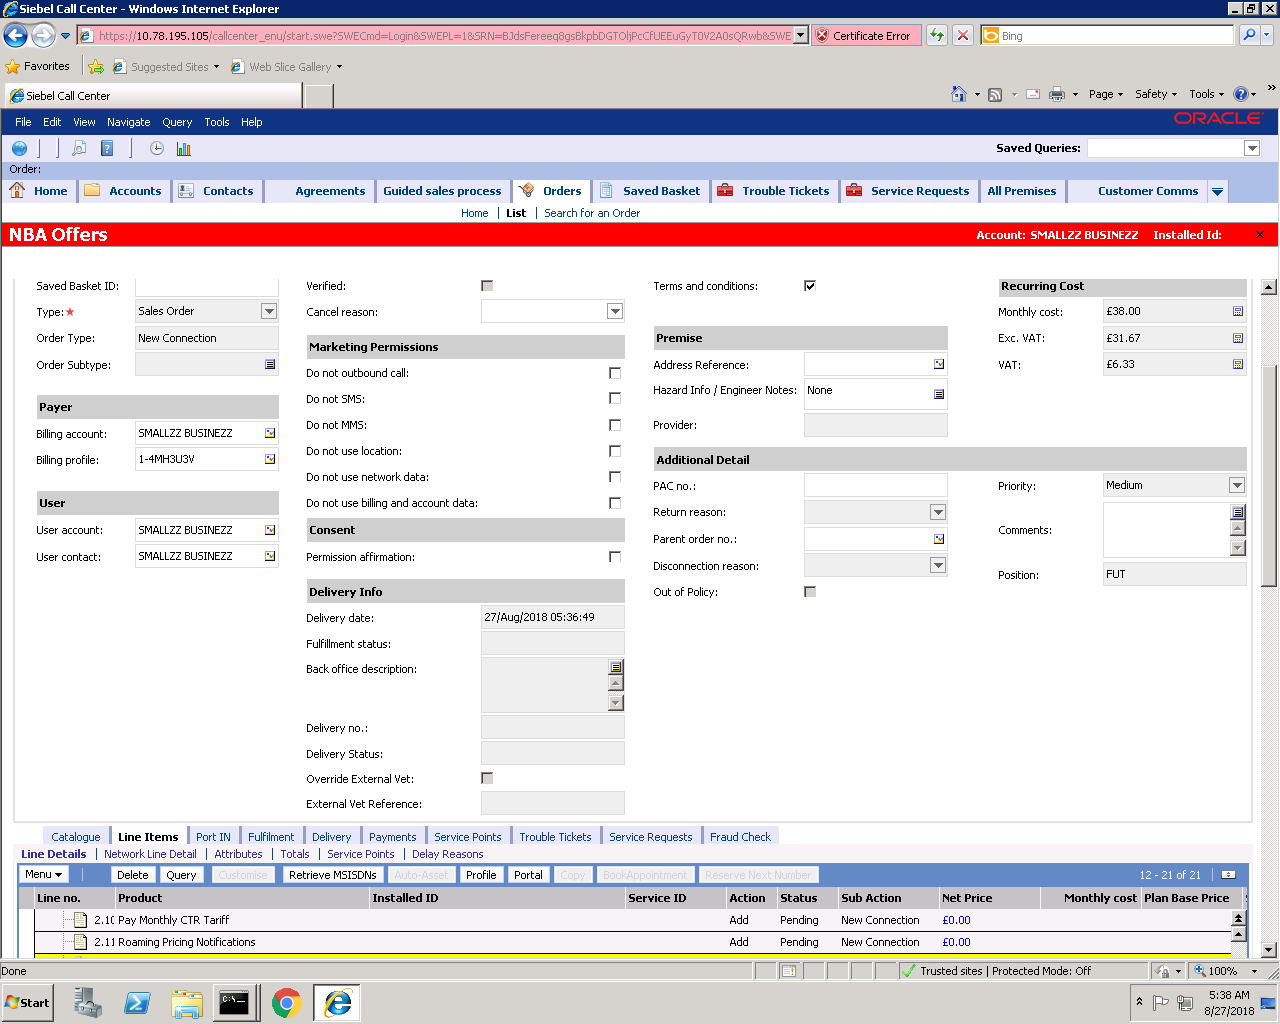 Siebel Call Center - Windows Internet Explorer
https://10.78.195.105/callcenter_enu/start.swe?SWECmd=Login&SWEPL=1&SRN=
Certificate Error
Bing
Favorites
Suggested Sites
Web Slice Gallery
Siebel Call Center
Page
Safety
Tools
»
File Edit View Navigate Query Tools Help
ORACLE
Saved Queries:
Order:
Home
Accounts
Contacts
Agreements
Guided sales process
Orders
Saved Basket
Trouble Tickets
Service Requests
All Premises
Customer Comms
Home | List | Search for an Order
NBA Offers
Account: SMALLZZ BUSINEZZ Installed Id:
Saved Basket ID:
Type:★ Sales Order
Order Type: New Connection
Order Subtype:
Payer
Billing account: SMALLZZ BUSINEZZ
Billing profile: 1-4MH3U3V
User
User account: SMALLZZ BUSINEZZ
User contact: SMALLZZ BUSINEZZ
Verified:
Cancel reason:
Marketing Permissions
Do not outbound call:
Do not SMS:
Do not MMS:
Do not use location:
Do not use network data:
Do not use billing and account data:
Consent
Permission affirmation:
Delivery Info
Delivery date: 27/Aug/2018 05:36:49
Fulfillment status:
Back office description:
Delivery no.:
Delivery Status:
Override External Vet:
External Vet Reference:
Terms and conditions:
Premise
Address Reference:
Hazard Info / Engineer Notes: None
Provider:
Additional Detail
PAC no.:
Return reason:
Parent order no.:
Disconnection reason:
Out of Policy:
Recurring Cost
Monthly cost: £38.00
Exc. VAT: £31.67
VAT: £6.33
Priority: Medium
Comments:
Position: FUT
Catalogue
Line Items
Port IN
Fulfilment
Delivery
Payments
Service Points
Trouble Tickets
Service Requests
Fraud Check
Line Details | Network Line Detail | Attributes | Totals | Service Points | Delay Reasons
Menu
Delete
Query
Customise
Retrieve MSISDNs
Auto-Asset
Profile
Portal
Copy
BookAppointment
Reserve Next Number
12 - 21 of 21
Line no. Product Installed ID Service ID Action Status Sub Action Net Price Monthly cost Plan Base Price
2.10 Pay Monthly CTR Tariff Add Pending New Connection £0.00
2.11 Roaming Pricing Notifications Add Pending New Connection £0.00
Done
Trusted sites | Protected Mode: Off
100%
Start
5:38 AM
8/27/2018